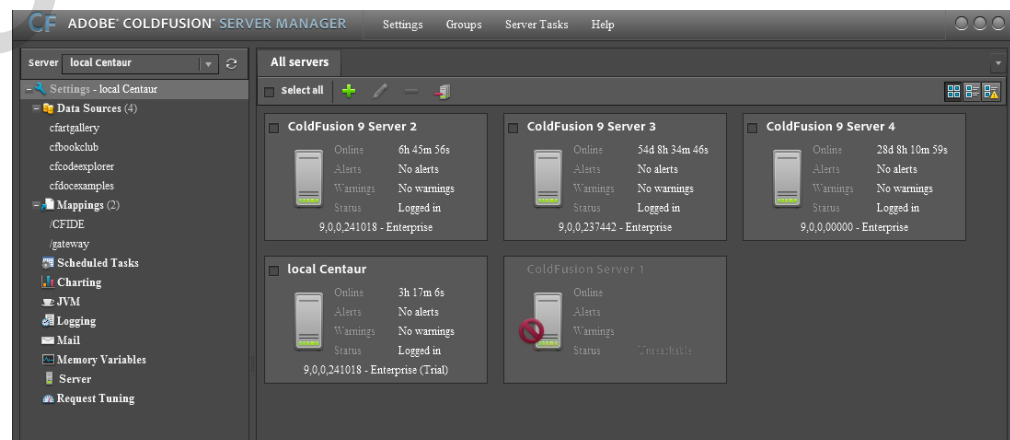 CF ADOBE® COLDFUSION® SERVER MANAGER Settings Groups Server Tasks Help
Server local Centaur
Settings - local Centaur
Data Sources (4)
cfartgallery
cfbookclub
cfcodeexplorer
cfdocexamples
Mappings (2)
/CFIDE
/gateway
Scheduled Tasks
Charting
JVM
Logging
Mail
Memory Variables
Server
Request Tuning
All servers
Select all
ColdFusion 9 Server 2
Online 6h 45m 56s
Alerts No alerts
Warnings No warnings
Status Logged in
9,0,0,241018 - Enterprise
ColdFusion 9 Server 3
Online 54d 8h 34m 46s
Alerts No alerts
Warnings No warnings
Status Logged in
9,0,0,237442 - Enterprise
ColdFusion 9 Server 4
Online 28d 8h 10m 59s
Alerts No alerts
Warnings No warnings
Status Logged in
9,0,0,00000 - Enterprise
local Centaur
Online 3h 17m 6s
Alerts No alerts
Warnings No warnings
Status Logged in
9,0,0,241018 - Enterprise (Trial)
ColdFusion Server 1
Online
Alerts
Warnings
Status Unreachable